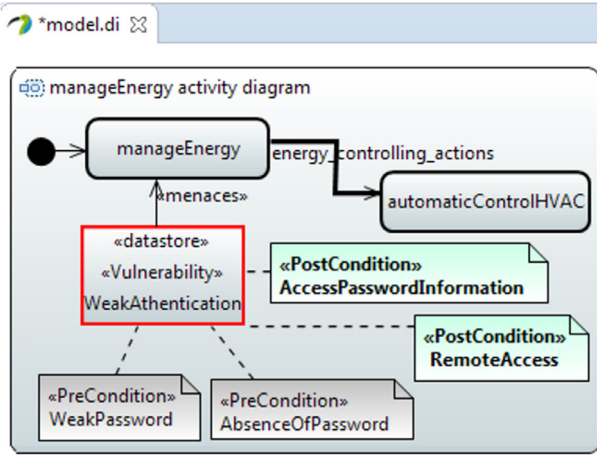 *model.di
manageEnergy activity diagram
manageEnergy
energy_controlling_actions
automaticControlHVAC
«menaces»
«datastore»
«Vulnerability»
WeakAthentication
«PostCondition»
AccessPasswordInformation
«PostCondition»
RemoteAccess
«PreCondition»
WeakPassword
«PreCondition»
AbsenceOfPassword